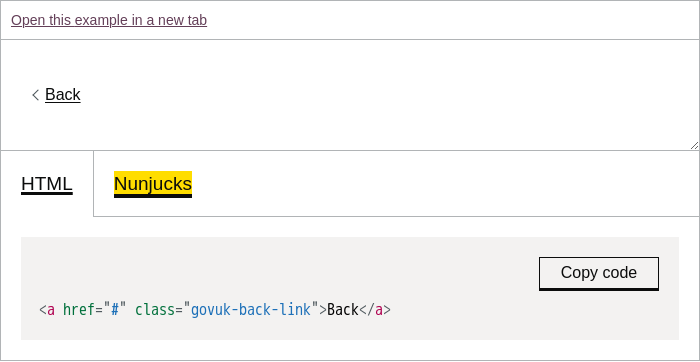 Open this example in a new tab
Back
HTML
Nunjucks
Copy code
<a href="#" class="govuk-back-link">Back</a>